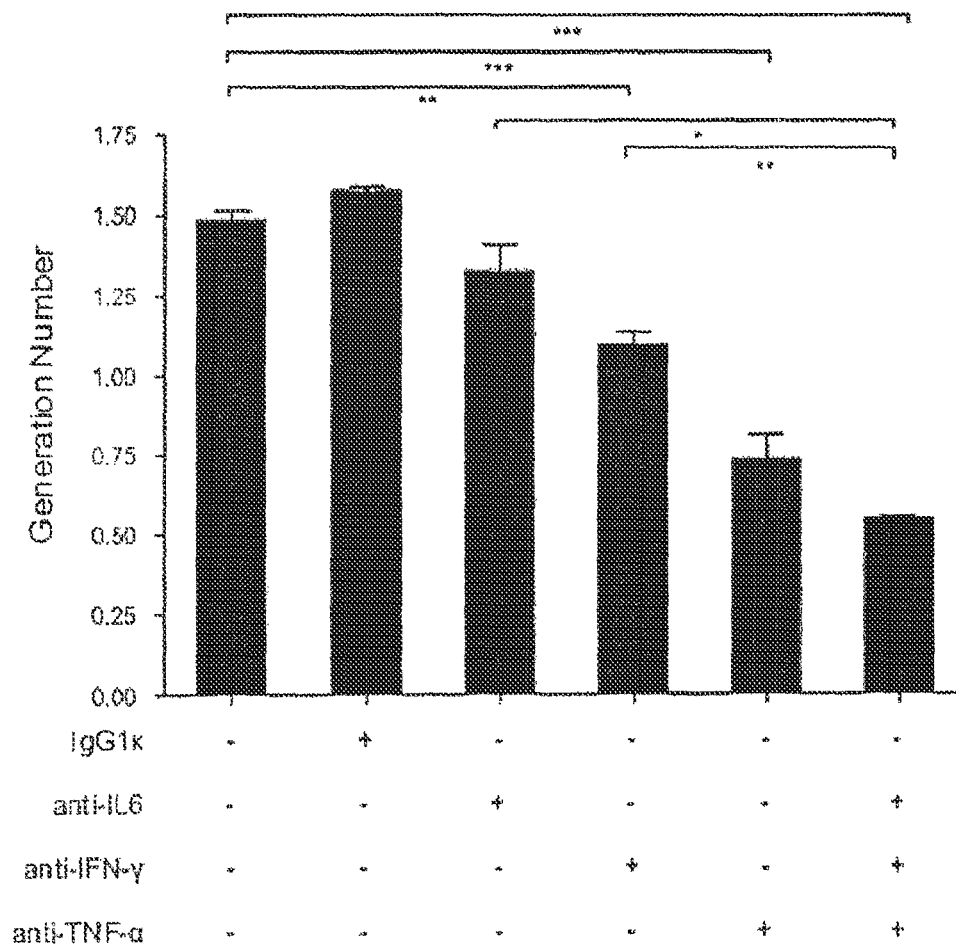 ***
***
**
*
**
1.75
1.50
1.25
1.00
0.75
0.50
0.25
0.00
Generation Number
IgG1κ - + - - - -
anti-IL6 - - + - - +
anti-IFN-γ - - - + - +
anti-TNF-α - - - - + +